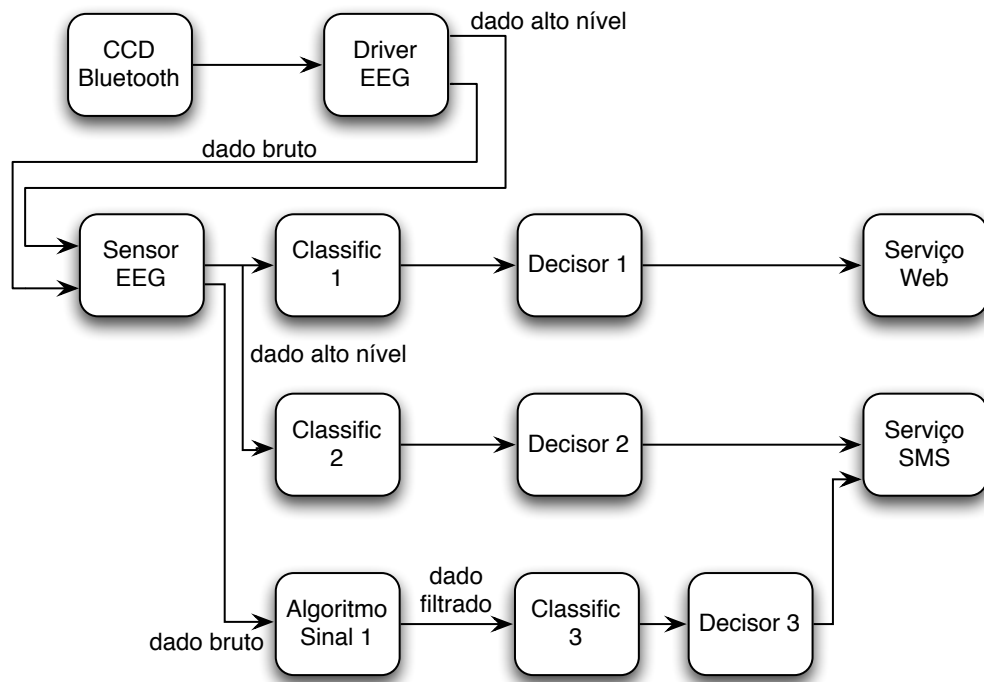 CCD
Bluetooth
Driver
EEG
dado alto nível
dado bruto
Sensor
EEG
Classific
1
Decisor 1
Serviço
Web
dado alto nível
Classific
2
Decisor 2
Serviço
SMS
dado bruto
Algoritmo
Sinal 1
dado
filtrado
Classific
3
Decisor 3